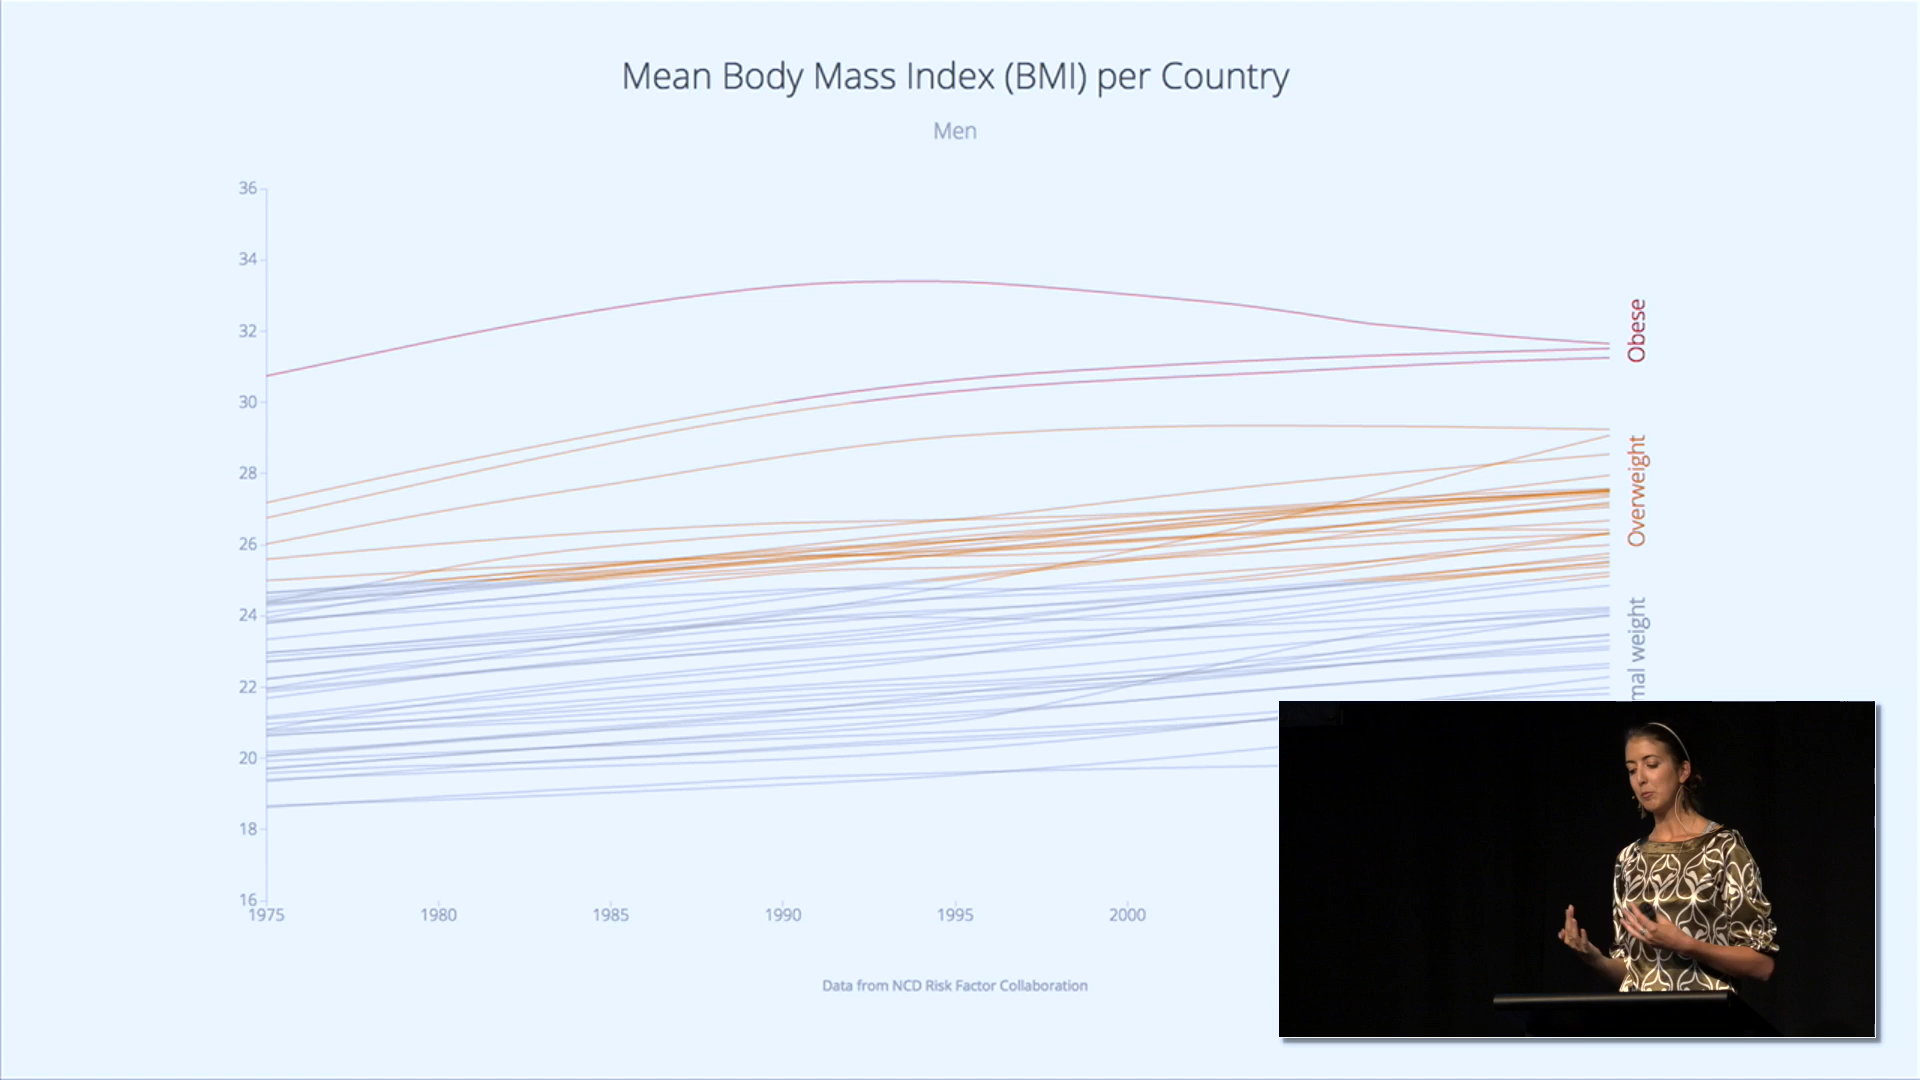 Mean Body Mass Index (BMI) per Country
Men
36
34
32
30
28
26
24
22
20
18
16
1975
1980
1985
1990
1995
2000
Obese
Overweight
mal weight
Data from NCD Risk Factor Collaboration